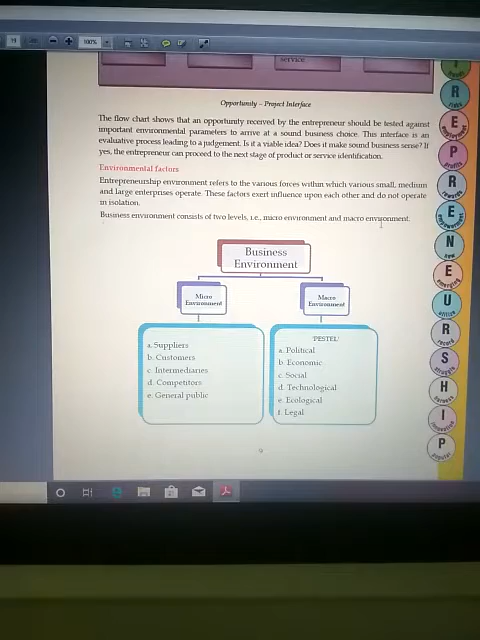 100%
service
Opportunity – Project Interface
The flow chart shows that an opportunity received by the entrepreneur should be tested against
important environmental parameters to arrive at a sound business choice. This interface is an
evaluative process leading to a judgement. Is it a viable idea? Does it make sound business sense? If
yes, the entrepreneur can proceed to the next stage of product or service identification.
Environmental factors
Entrepreneurship environment refers to the various forces within which various small, medium
and large enterprises operate. These factors exert influence upon each other and do not operate
in isolation.
Business environment consists of two levels, i.e., micro environment and macro environment.
Business
Environment
Micro
Environment
Macro
Environment
a. Suppliers
b. Customers
c. Intermediaries
d. Competitors
e. General public
'PESTEL'
a. Political
b. Economic
c. Social
d. Technological
e. Ecological
f. Legal
9
R
E
P
R
E
N
E
U
R
S
H
I
P